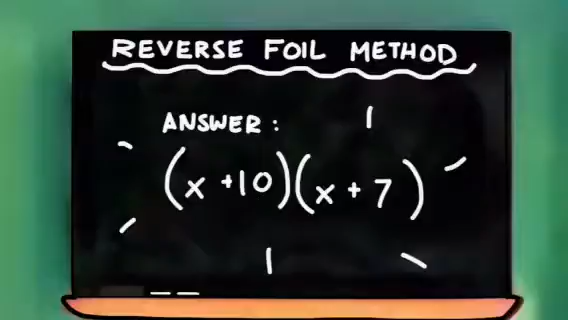 REVERSE FOIL METHOD
ANSWER:
(x +10)(x + 7)